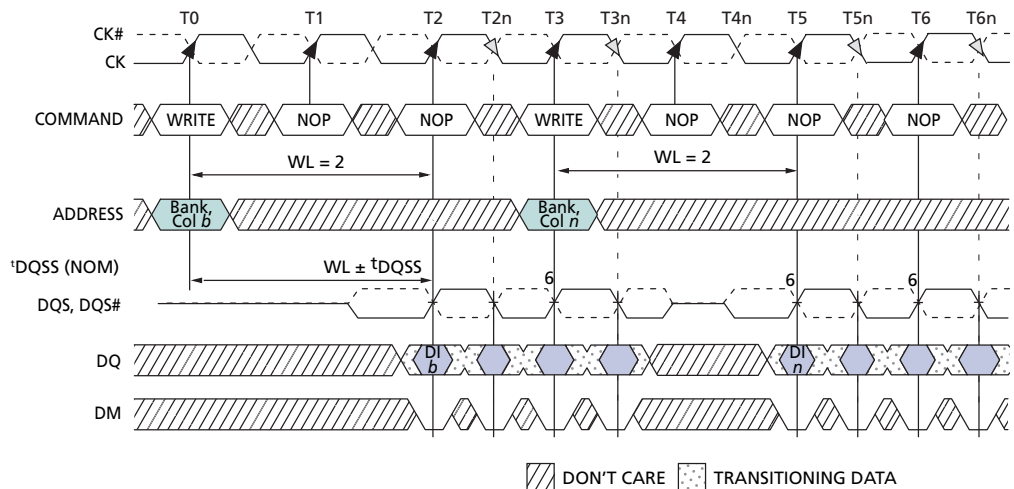 T0 T1 T2 T2n T3 T3n T4 T4n T5 T5n T6 T6n
CK#
CK
COMMAND WRITE NOP NOP WRITE NOP NOP NOP
WL = 2 WL = 2
ADDRESS Bank, Col b Bank, Col n
tDQSS (NOM) WL ± tDQSS 6 6 6
DQS, DQS#
DQ DI b DI n
DM
DON'T CARE TRANSITIONING DATA